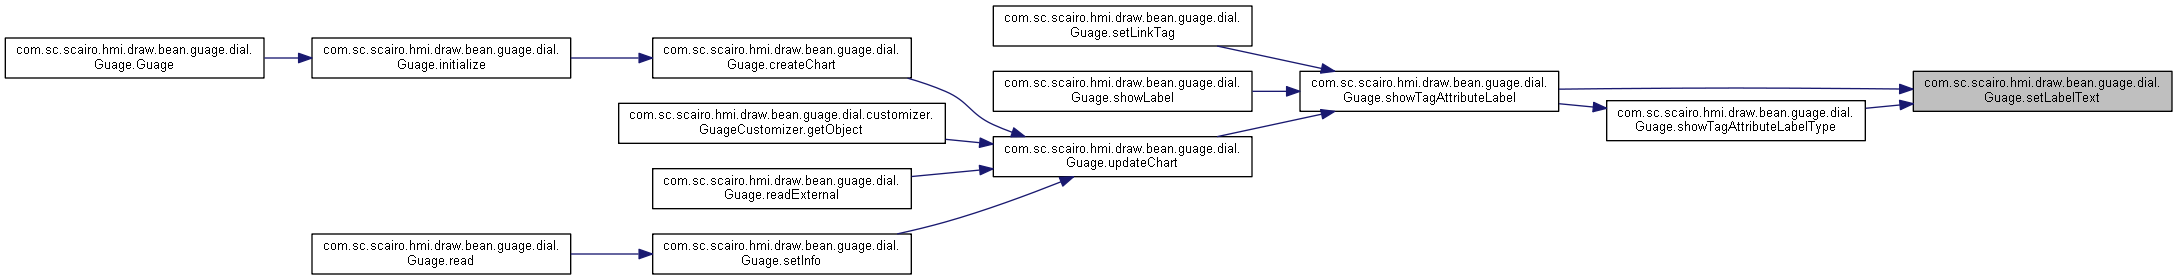 com.sc.scairo.hmi.draw.bean.guage.dial.
Guage.Guage
com.sc.scairo.hmi.draw.bean.guage.dial.
Guage.initialize
com.sc.scairo.hmi.draw.bean.guage.dial.
Guage.createChart
com.sc.scairo.hmi.draw.bean.guage.dial.customizer.
GuageCustomizer.getObject
com.sc.scairo.hmi.draw.bean.guage.dial.
Guage.readExternal
com.sc.scairo.hmi.draw.bean.guage.dial.
Guage.read
com.sc.scairo.hmi.draw.bean.guage.dial.
Guage.setInfo
com.sc.scairo.hmi.draw.bean.guage.dial.
Guage.setLinkTag
com.sc.scairo.hmi.draw.bean.guage.dial.
Guage.showLabel
com.sc.scairo.hmi.draw.bean.guage.dial.
Guage.updateChart
com.sc.scairo.hmi.draw.bean.guage.dial.
Guage.showTagAttributeLabel
com.sc.scairo.hmi.draw.bean.guage.dial.
Guage.showTagAttributeLabelType
com.sc.scairo.hmi.draw.bean.guage.dial.
Guage.setLabelText